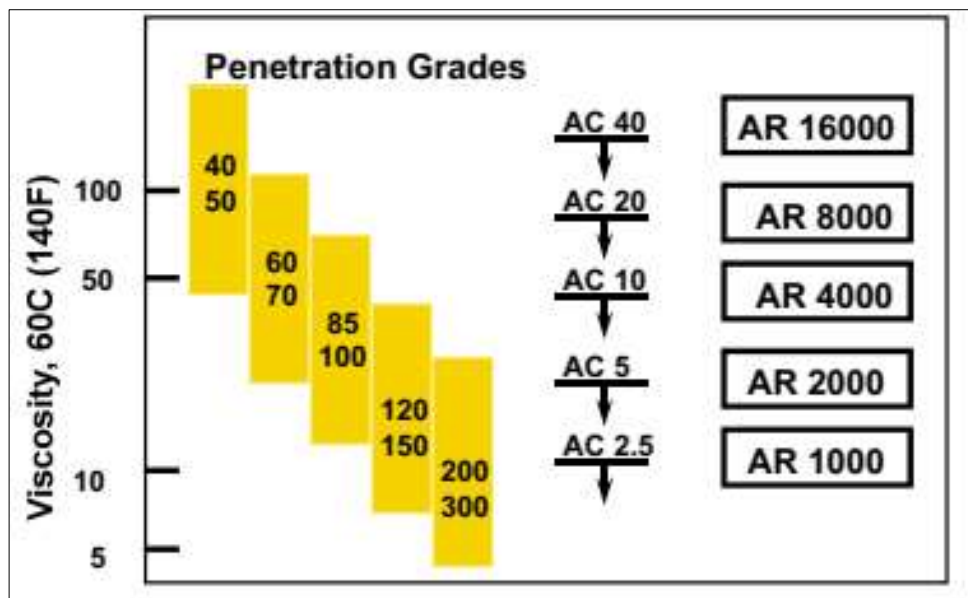 Penetration Grades
Viscosity, 60C (140F)
100
50
10
5
40
50
60
70
85
100
120
150
200
300
AC 40
AC 20
AC 10
AC 5
AC 2.5
AR 16000
AR 8000
AR 4000
AR 2000
AR 1000